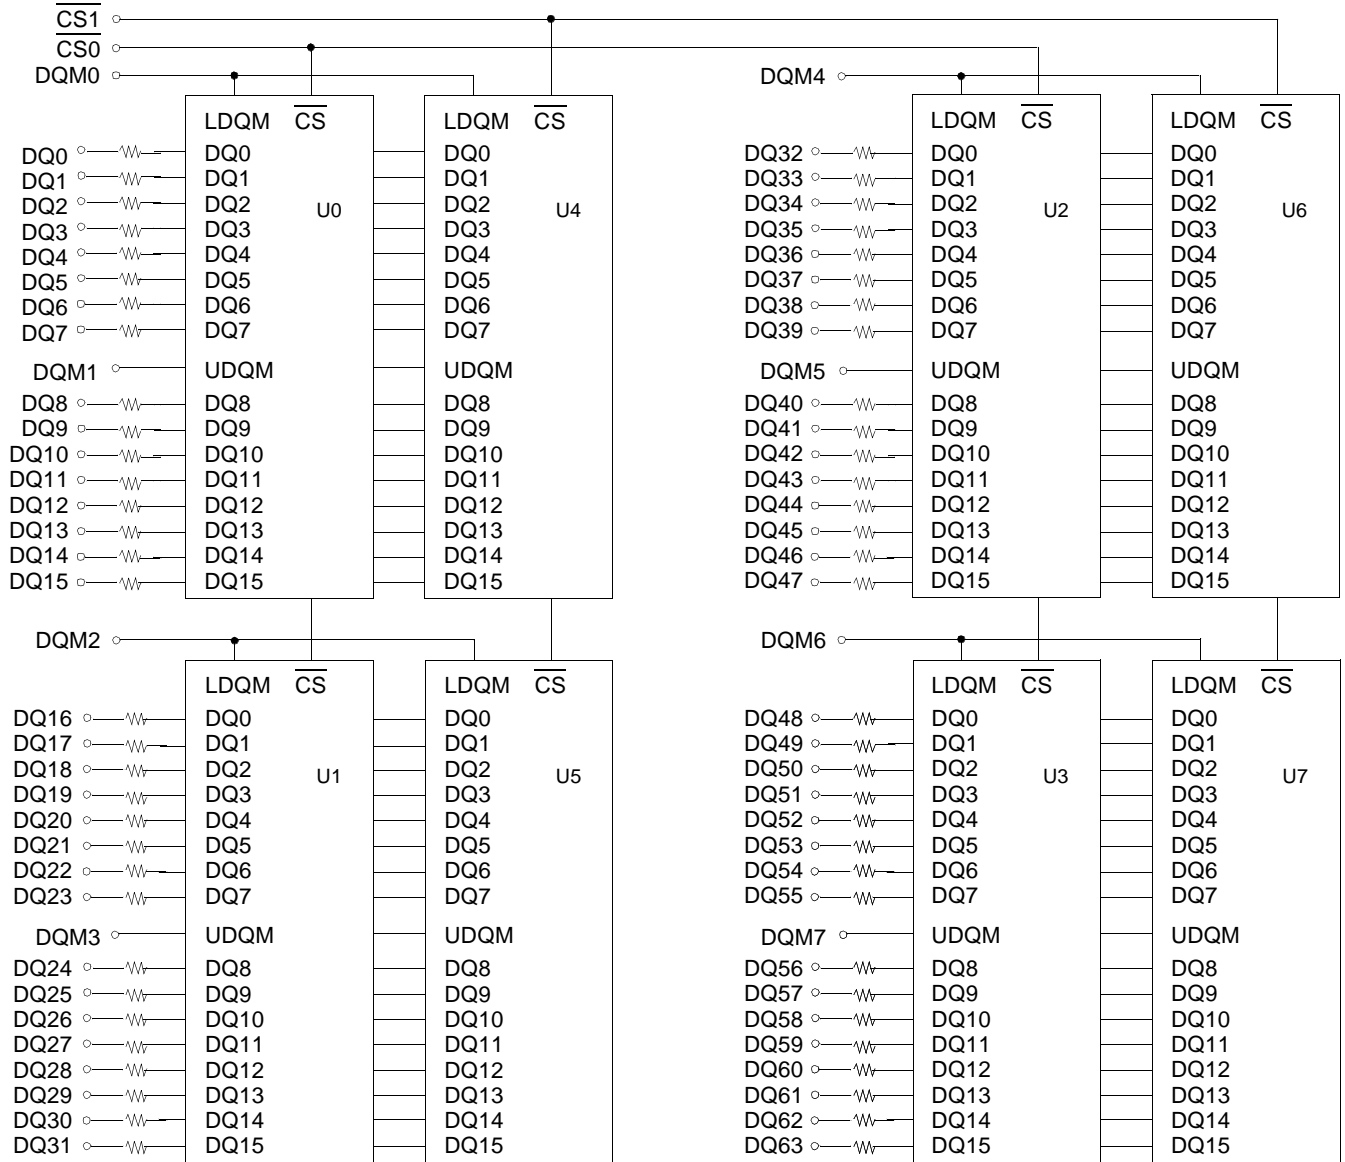 CS1
CS0
DQM0 DQM4
LDQM CS LDQM CS LDQM CS LDQM CS
DQ0 DQ0 DQ0 DQ32 DQ0 DQ0
DQ1 DQ1 DQ1 DQ33 DQ1 DQ1
DQ2 DQ2 U0 DQ2 U4 DQ34 DQ2 U2 DQ2 U6
DQ3 DQ3 DQ3 DQ35 DQ3 DQ3
DQ4 DQ4 DQ4 DQ36 DQ4 DQ4
DQ5 DQ5 DQ5 DQ37 DQ5 DQ5
DQ6 DQ6 DQ6 DQ38 DQ6 DQ6
DQ7 DQ7 DQ7 DQ39 DQ7 DQ7
DQM1 UDQM UDQM DQM5 UDQM UDQM
DQ8 DQ8 DQ8 DQ40 DQ8 DQ8
DQ9 DQ9 DQ9 DQ41 DQ9 DQ9
DQ10 DQ10 DQ10 DQ42 DQ10 DQ10
DQ11 DQ11 DQ11 DQ43 DQ11 DQ11
DQ12 DQ12 DQ12 DQ44 DQ12 DQ12
DQ13 DQ13 DQ13 DQ45 DQ13 DQ13
DQ14 DQ14 DQ14 DQ46 DQ14 DQ14
DQ15 DQ15 DQ15 DQ47 DQ15 DQ15
DQM2 DQM6
LDQM CS LDQM CS LDQM CS LDQM CS
DQ16 DQ0 DQ0 DQ48 DQ0 DQ0
DQ17 DQ1 DQ1 DQ49 DQ1 DQ1
DQ18 DQ2 U1 DQ2 U5 DQ50 DQ2 U3 DQ2 U7
DQ19 DQ3 DQ3 DQ51 DQ3 DQ3
DQ20 DQ4 DQ4 DQ52 DQ4 DQ4
DQ21 DQ5 DQ5 DQ53 DQ5 DQ5
DQ22 DQ6 DQ6 DQ54 DQ6 DQ6
DQ23 DQ7 DQ7 DQ55 DQ7 DQ7
DQM3 UDQM UDQM DQM7 UDQM UDQM
DQ24 DQ8 DQ8 DQ56 DQ8 DQ8
DQ25 DQ9 DQ9 DQ57 DQ9 DQ9
DQ26 DQ10 DQ10 DQ58 DQ10 DQ10
DQ27 DQ11 DQ11 DQ59 DQ11 DQ11
DQ28 DQ12 DQ12 DQ60 DQ12 DQ12
DQ29 DQ13 DQ13 DQ61 DQ13 DQ13
DQ30 DQ14 DQ14 DQ62 DQ14 DQ14
DQ31 DQ15 DQ15 DQ63 DQ15 DQ15